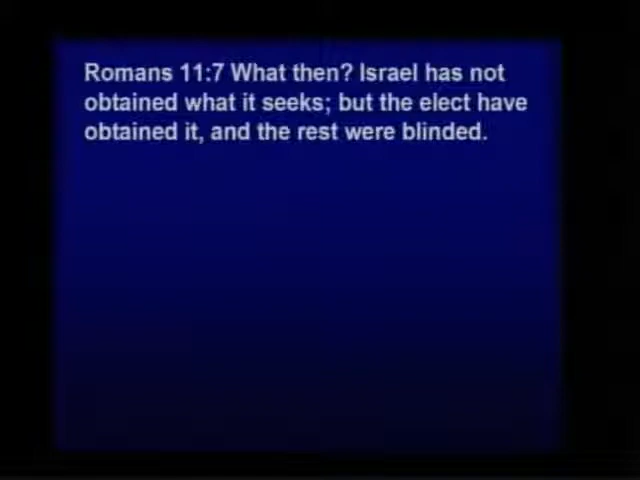 Romans 11:7 What then? Israel has not
obtained what it seeks; but the elect have
obtained it, and the rest were blinded.